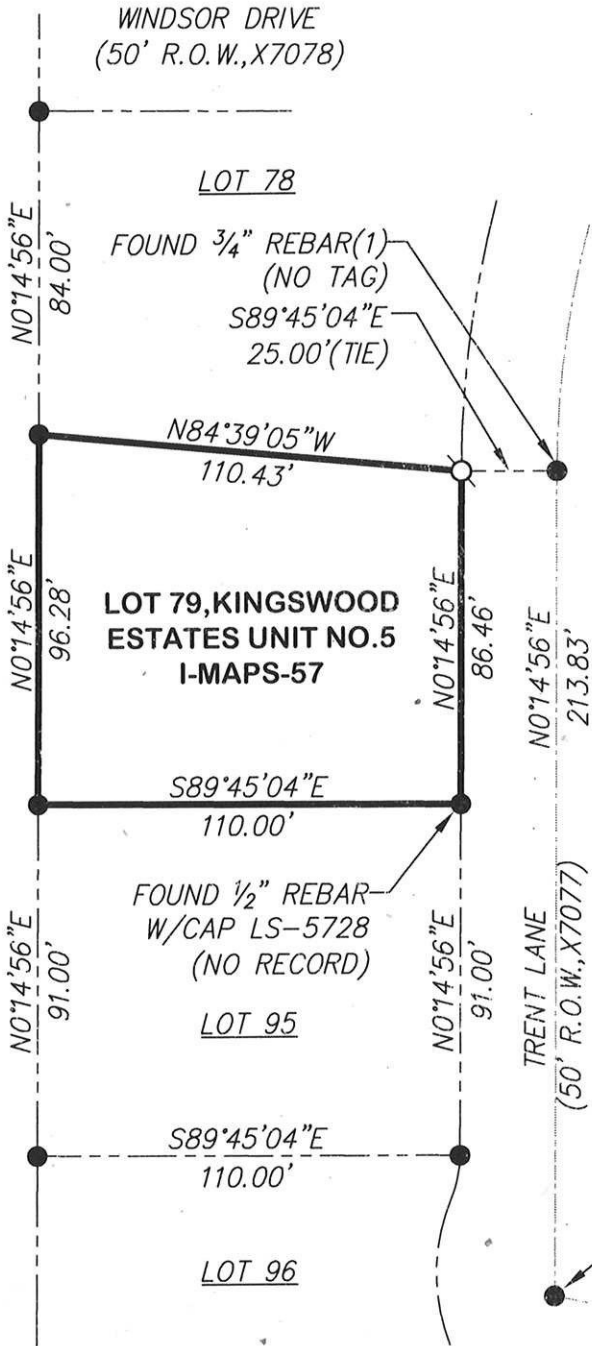 WINDSOR DRIVE
(50' R.O.W.,X7078)
LOT 78
N0°14'56"E
84.00'
FOUND ¾" REBAR(1)
(NO TAG)
S89°45'04"E
25.00'(TIE)
N84°39'05"W
110.43'
N0°14'56"E
96.28'
LOT 79,KINGSWOOD
ESTATES UNIT NO.5
I-MAPS-57
N0°14'56"E
86.46'
N0°14'56"E
213.83'
S89°45'04"E
110.00'
FOUND ½" REBAR
W/CAP LS-5728
(NO RECORD)
N0°14'56"E
91.00'
LOT 95
N0°14'56"E
91.00'
TRENT LANE
(50' R.O.W.,X7077)
S89°45'04"E
110.00'
LOT 96